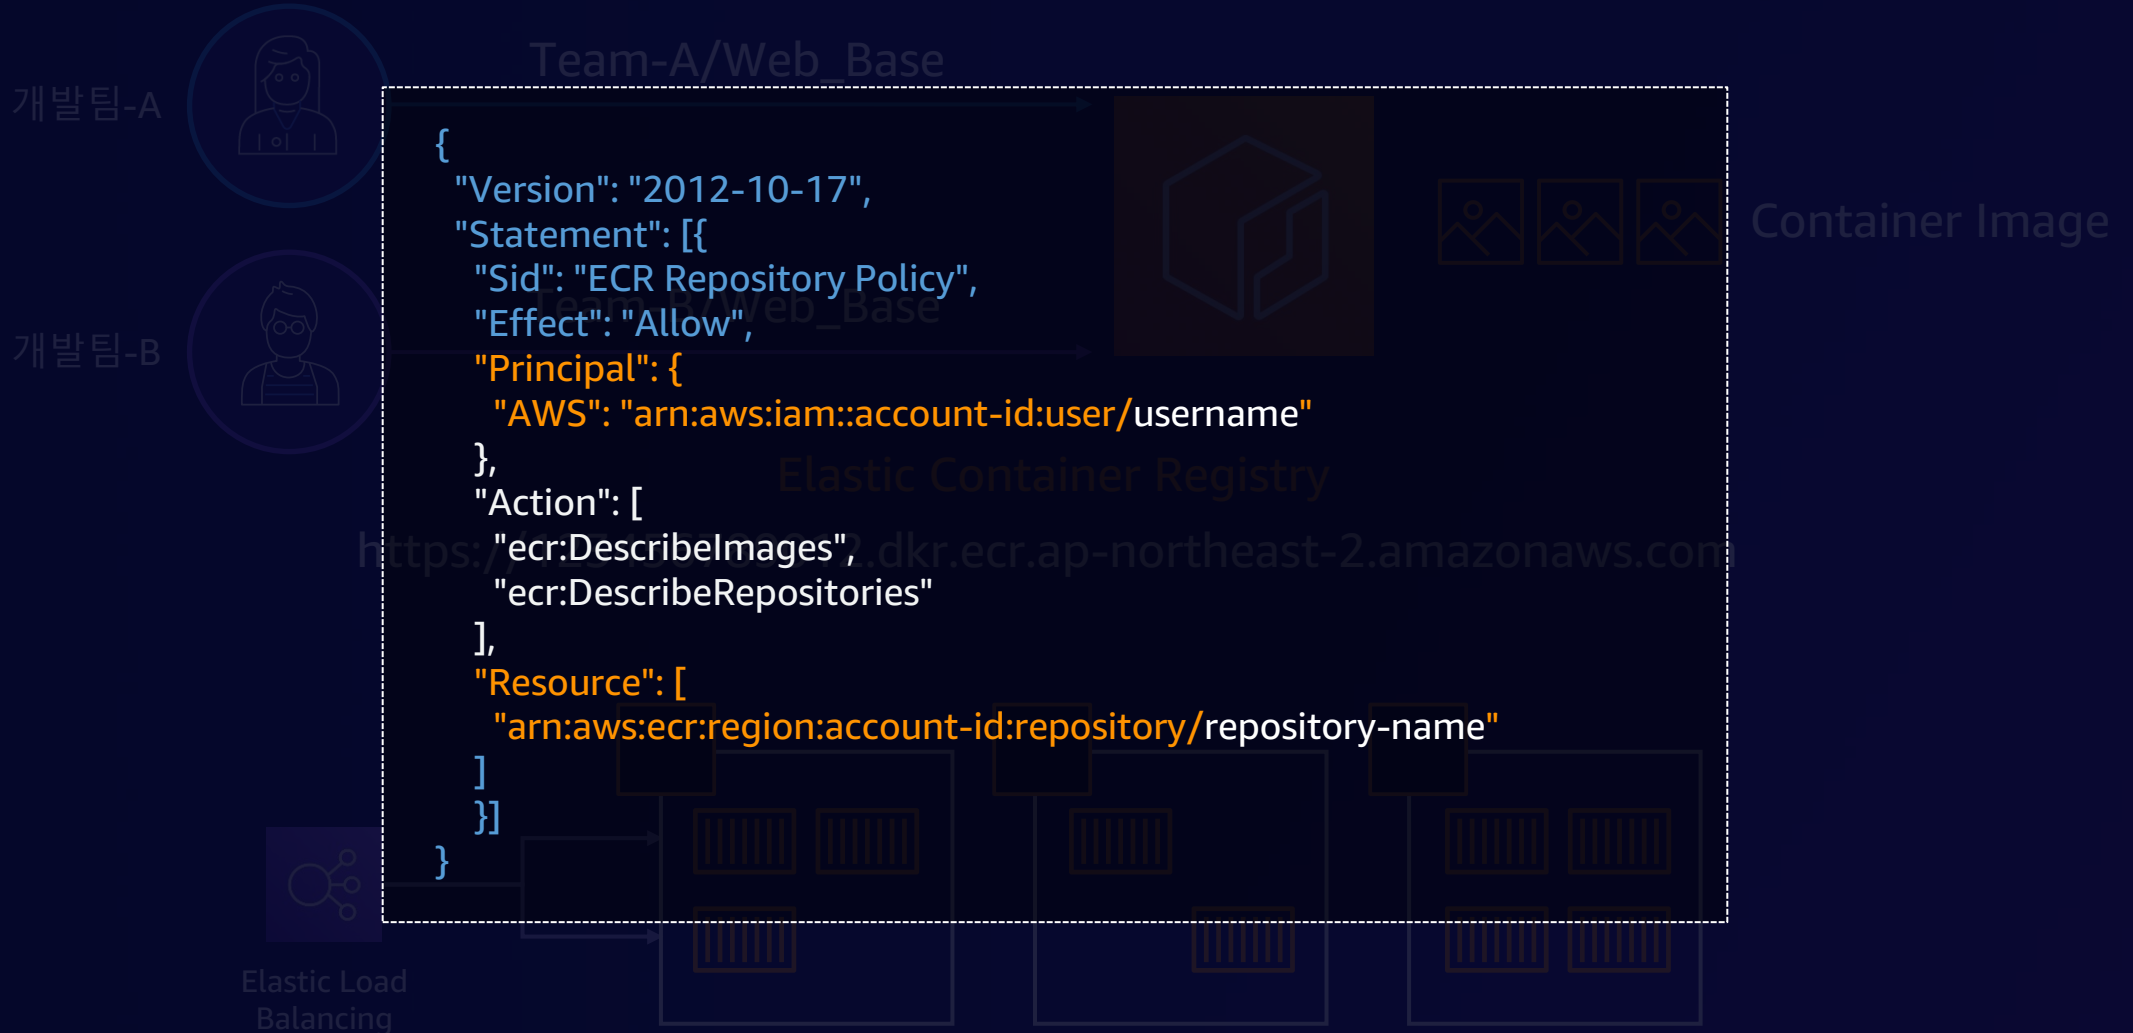 개발팀-A
Team-A/Web_Base
개발팀-B
Team-B/Web_Base
Container Image
Elastic Container Registry
.dkr.ecr.ap-northeast-2.amazonaws.com
{
"Version": "2012-10-17",
"Statement": [{
"Sid": "ECR Repository Policy",
"Effect": "Allow",
"Principal": {
"AWS": "arn:aws:iam::account-id:user/username"
},
"Action": [
"ecr:DescribeImages",
"ecr:DescribeRepositories"
],
"Resource": [
"arn:aws:ecr:region:account-id:repository/repository-name"
]
}]
}
Elastic Load
Balancing